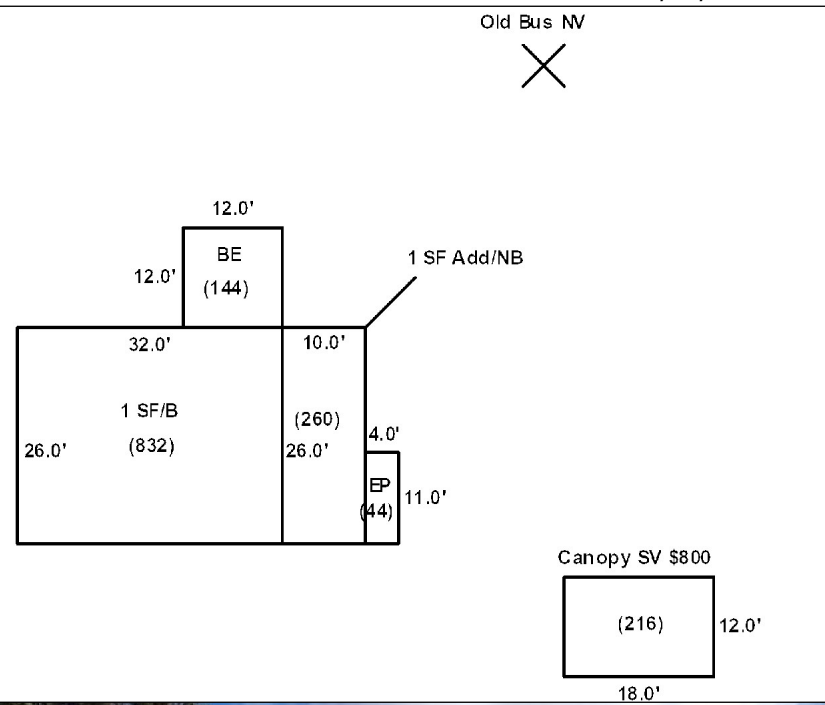 Old Bus NV
12.0'
BE
12.0'
(144)
1 SF Add/NB
32.0'
10.0'
1 SF/B
(260)
(832)
26.0'
26.0'
4.0'
EP
11.0'
(44)
Canopy SV $800
(216)
12.0'
18.0'